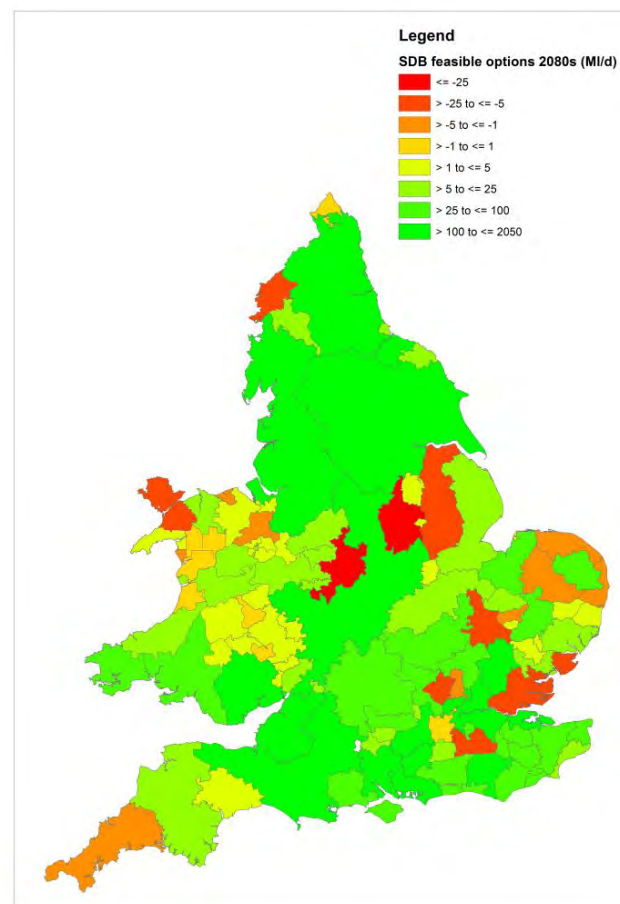 Legend
SDB feasible options 2080s (Ml/d)
<= -25
> -25 to <= -5
> -5 to <= -1
> -1 to <= 1
> 1 to <= 5
> 5 to <= 25
> 25 to <= 100
> 100 to <= 2050